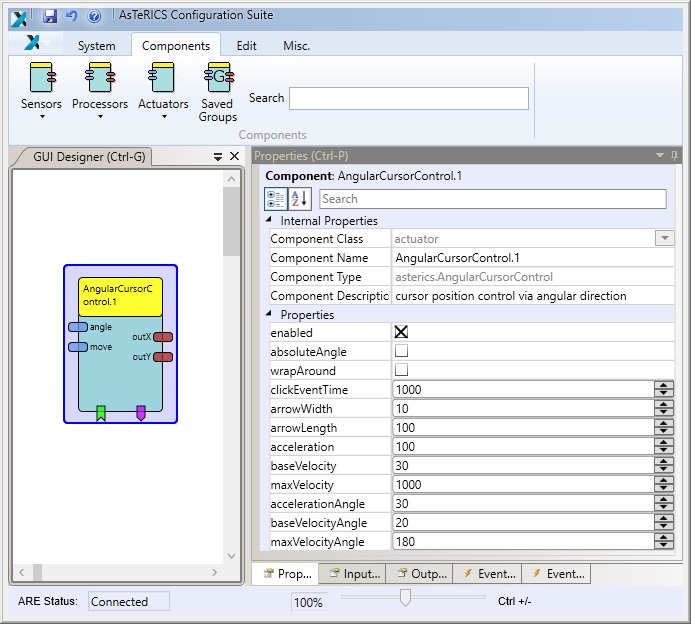 AsTeRICS Configuration Suite
System Components Edit Misc.
Sensors Processors Actuators Saved Groups
Search
Components
GUI Designer (Ctrl-G)
AngularCursorC
ontrol.1
angle
move
outX
outY
Properties (Ctrl-P)
Component: AngularCursorControl.1
Search
Internal Properties
Component Class actuator
Component Name AngularCursorControl.1
Component Type asterics.AngularCursorControl
Component Descriptio cursor position control via angular direction
Properties
enabled
absoluteAngle
wrapAround
clickEventTime 1000
arrowWidth 10
arrowLength 100
acceleration 100
baseVelocity 30
maxVelocity 1000
accelerationAngle 30
baseVelocityAngle 20
maxVelocityAngle 180
Prop... Input... Outp... Event... Event...
ARE Status: Connected 100% Ctrl +/-